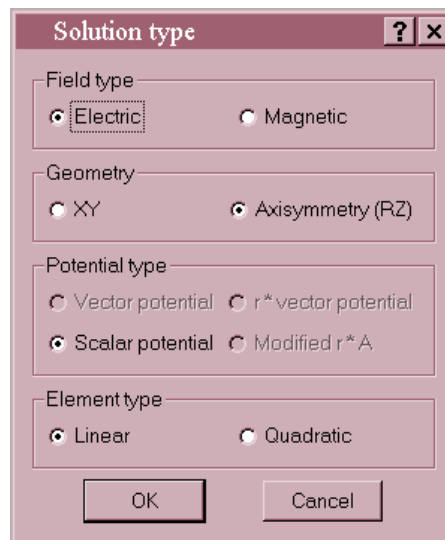 Solution type
? ×
Field type
Electric Magnetic
Geometry
XY Axisymmetry (RZ)
Potential type
Vector potential r*vector potential
Scalar potential Modified r*A
Element type
Linear Quadratic
OK Cancel